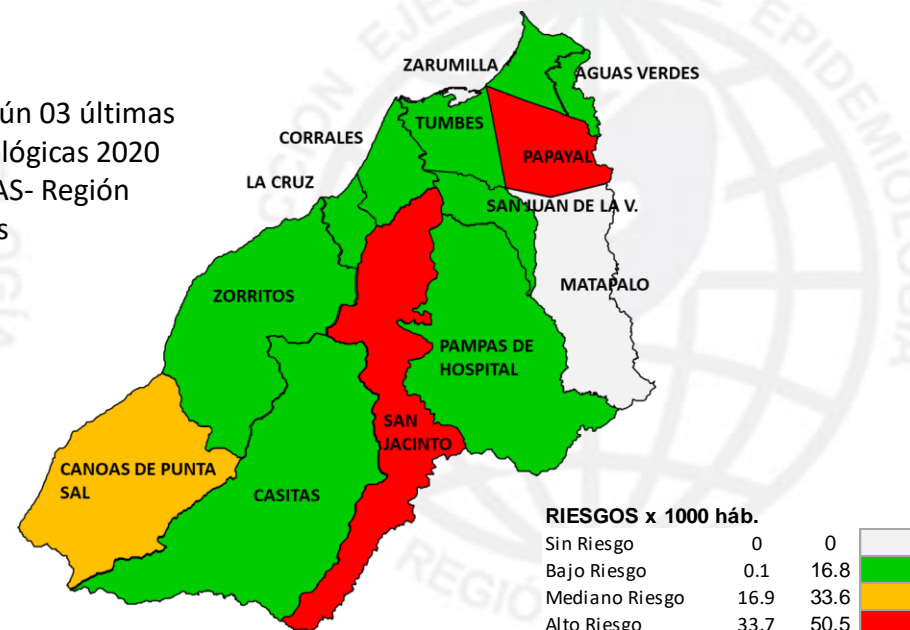 ún 03 últimas
lógicas 2020
AS- Región
s
ZARUMILLA
AGUAS VERDES
TUMBES
CORRALES
PAPAYAL
LA CRUZ
SAN JUAN DE LA V.
MATAPALO
ZORRITOS
PAMPAS DE
HOSPITAL
SAN
JACINTO
CANOAS DE PUNTA
SAL
CASITAS
RIESGOS x 1000 háb.
Sin Riesgo 0 0
Bajo Riesgo 0.1 16.8
Mediano Riesgo 16.9 33.6
Alto Riesgo 33.7 50.5